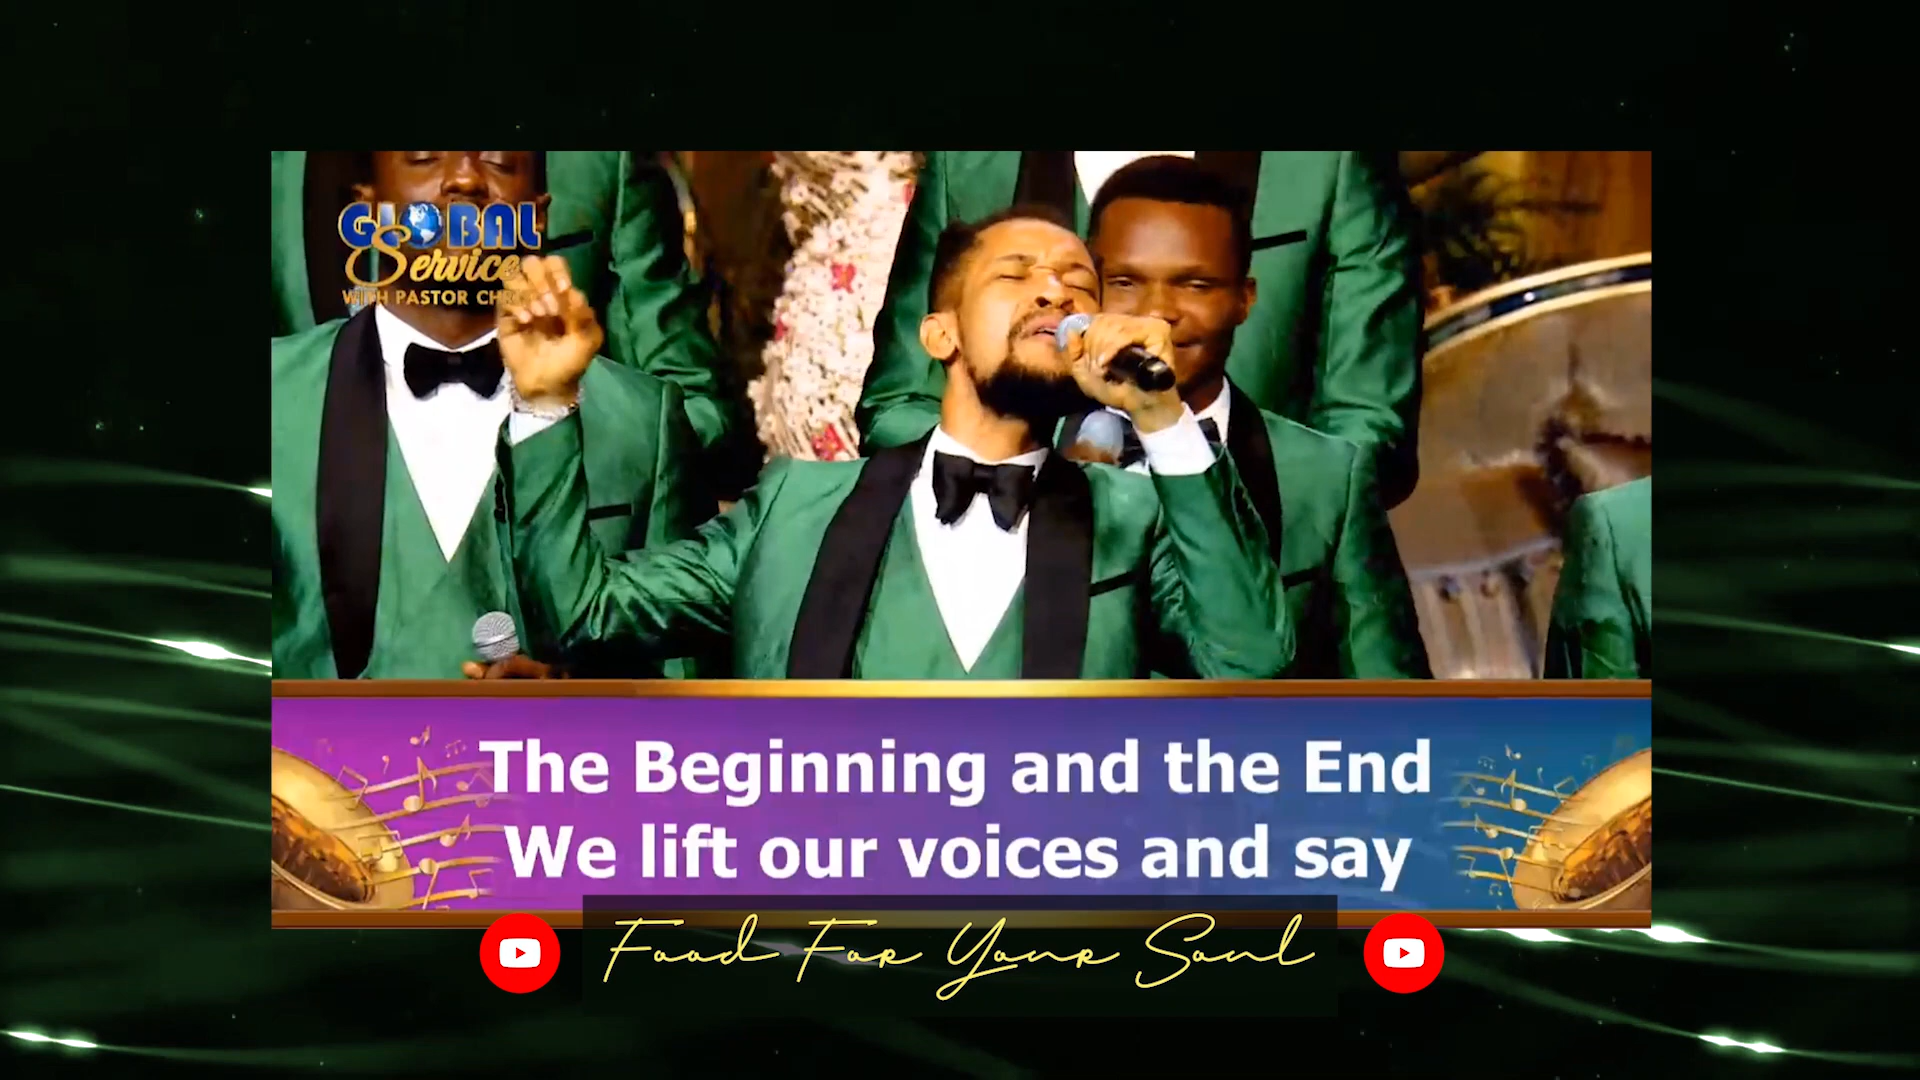 GLOBAL
Service
WITH PASTOR
The Beginning and the End
We lift our voices and say
Food For Your Soul